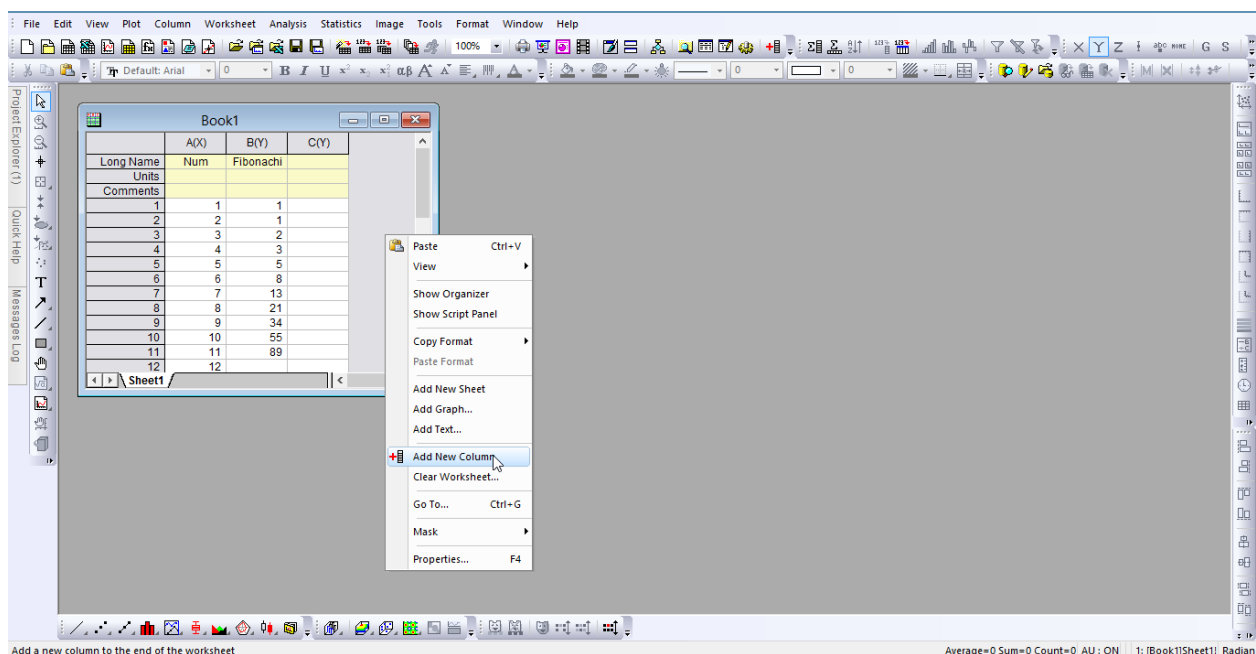 File Edit View Plot Column Worksheet Analysis Statistics Image Tools Format Window Help
100%
Y Z G S
Default: Arial 0 B I U x² x₂ αβ A A 0 0
Project Explorer (1)
Quick Help
Messages Log
T
Book1
A(X) B(Y) C(Y)
Long Name Num Fibonachi
Units
Comments
1 1 1
2 2 1
3 3 2
4 4 3
5 5 5
6 6 8
7 7 13
8 8 21
9 9 34
10 10 55
11 11 89
12 12
Sheet1
Paste Ctrl+V
View
Show Organizer
Show Script Panel
Copy Format
Paste Format
Add New Sheet
Add Graph...
Add Text...
Add New Column
Clear Worksheet...
Go To... Ctrl+G
Mask
Properties... F4
Add a new column to the end of the worksheet
Average=0 Sum=0 Count=0 AU : ON 1: [Book1]Sheet1! Radian